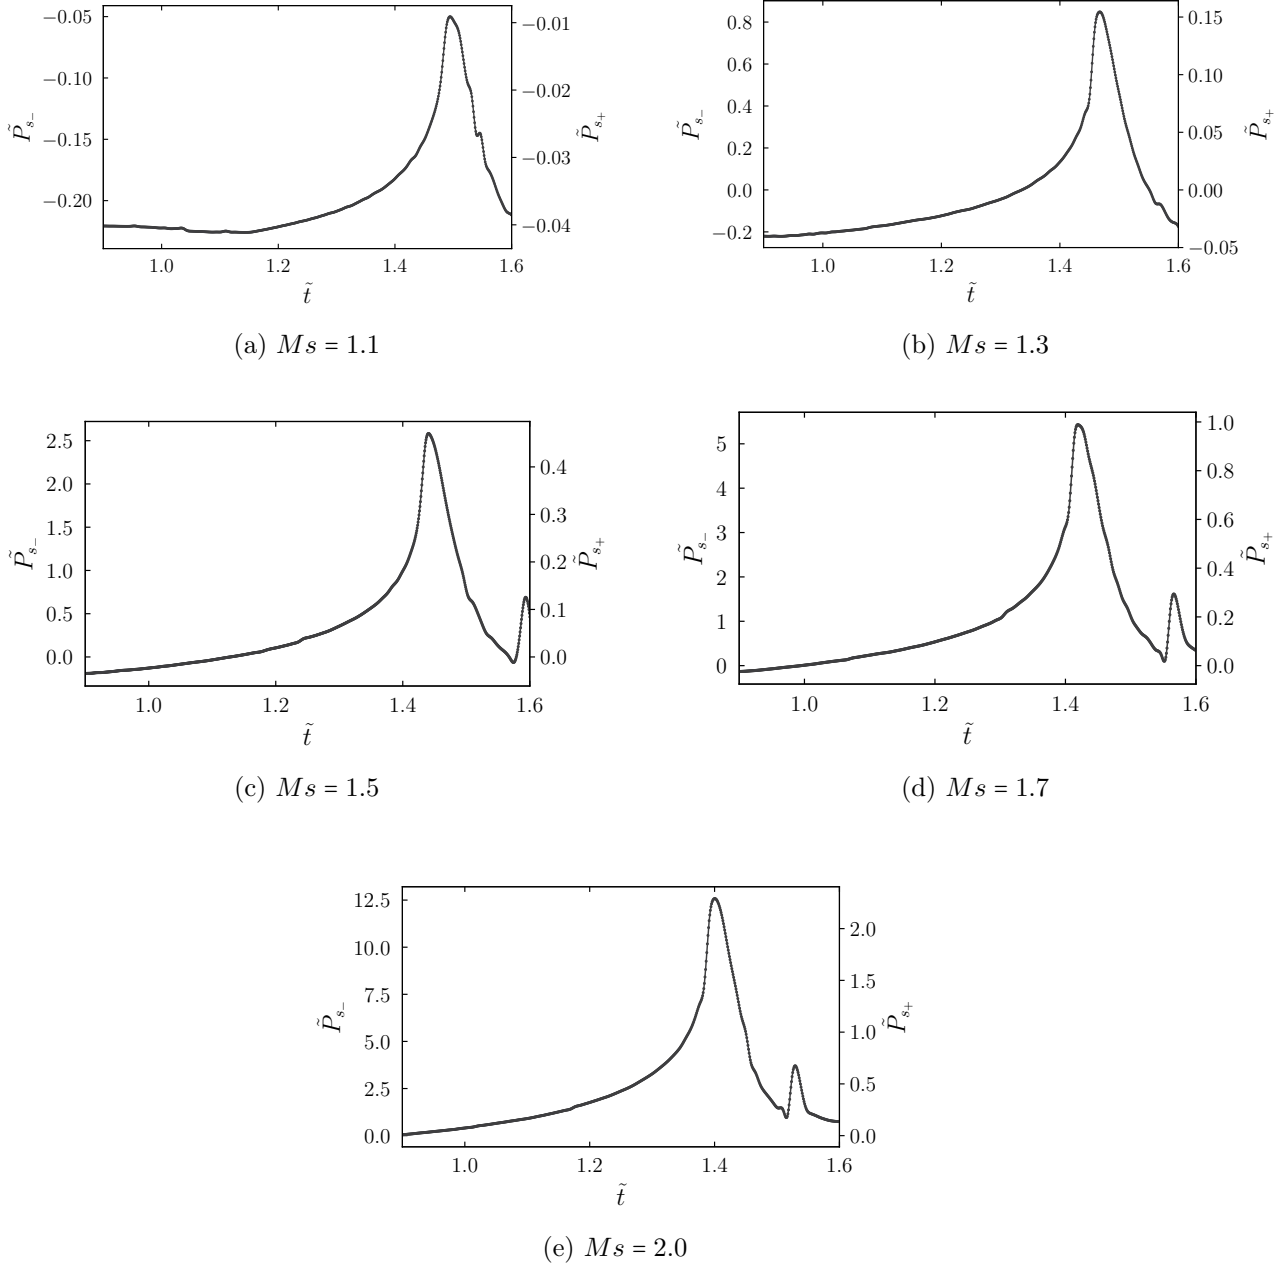 −0.05
−0.10
−0.15
−0.20
P̃ₛ₋
−0.01
−0.02
−0.03
−0.04
P̃ₛ₊
1.0 1.2 1.4 1.6
t̃
(a) Ms = 1.1
0.8
0.6
0.4
0.2
0.0
−0.2
P̃ₛ₋
0.15
0.10
0.05
0.00
−0.05
P̃ₛ₊
1.0 1.2 1.4 1.6
t̃
(b) Ms = 1.3
2.5
2.0
1.5
1.0
0.5
0.0
P̃ₛ₋
0.4
0.3
0.2
0.1
0.0
P̃ₛ₊
1.0 1.2 1.4 1.6
t̃
(c) Ms = 1.5
5
4
3
2
1
0
P̃ₛ₋
1.0
0.8
0.6
0.4
0.2
0.0
P̃ₛ₊
1.0 1.2 1.4 1.6
t̃
(d) Ms = 1.7
12.5
10.0
7.5
5.0
2.5
0.0
P̃ₛ₋
2.0
1.5
1.0
0.5
0.0
P̃ₛ₊
1.0 1.2 1.4 1.6
t̃
(e) Ms = 2.0